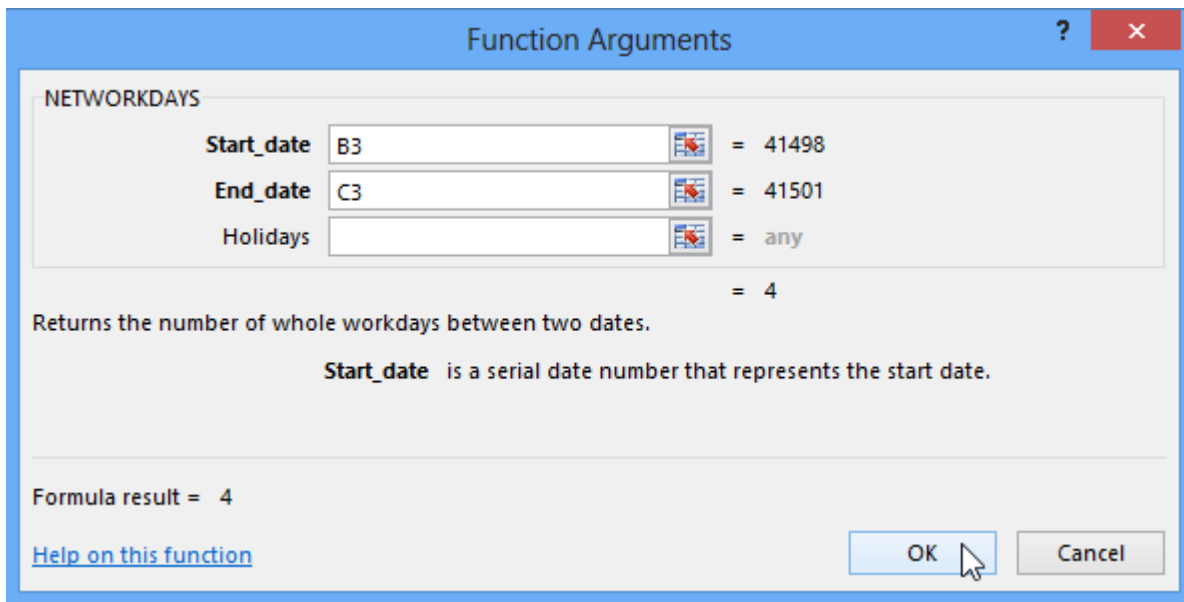 Function Arguments ?
NETWORKDAYS
Start_date B3 = 41498
End_date C3 = 41501
Holidays = any
= 4
Returns the number of whole workdays between two dates.
Start_date is a serial date number that represents the start date.
Formula result = 4
Help on this function OK Cancel